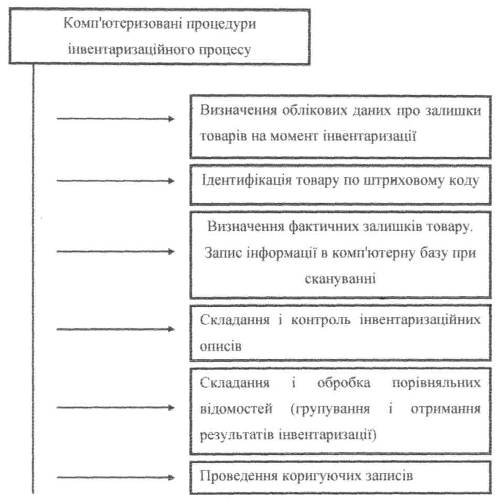 Комп'ютеризовані процедури
інвентаризаційного процесу
Визначення облікових даних про залишки
товарів на момент інвентаризації
Ідентифікація товару по штриховому коду
Визначення фактичних залишків товару.
Запис інформації в комп'ютерну базу при
скануванні
Складання і контроль інвентаризаційних
описів
Складання і обробка порівняльних
відомостей (групування і отримання
результатів інвентаризації)
Проведення коригуючих записів